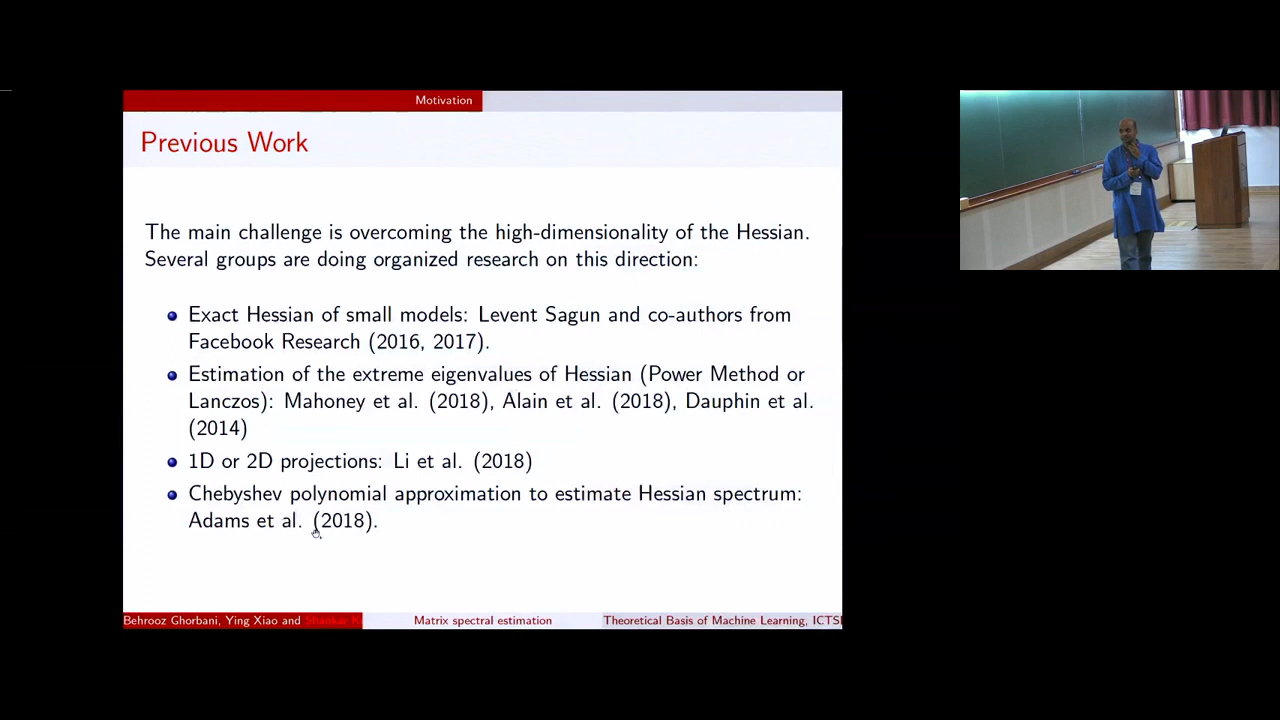 Motivation
Previous Work
The main challenge is overcoming the high-dimensionality of the Hessian.
Several groups are doing organized research on this direction:
Exact Hessian of small models: Levent Sagun and co-authors from
Facebook Research (2016, 2017).
Estimation of the extreme eigenvalues of Hessian (Power Method or
Lanczos): Mahoney et al. (2018), Alain et al. (2018), Dauphin et al.
(2014)
1D or 2D projections: Li et al. (2018)
Chebyshev polynomial approximation to estimate Hessian spectrum:
Adams et al. (2018).
Behrooz Ghorbani, Ying Xiao and Shankar
Matrix spectral estimation
Theoretical Basis of Machine Learning, ICTS